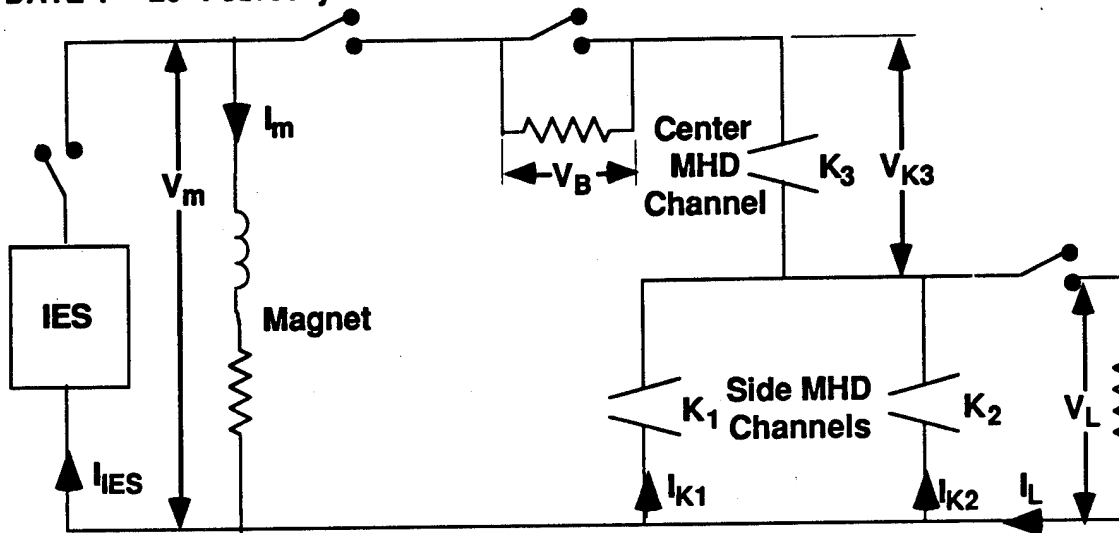 I_m
V_m
V_B
Center
MHD
Channel
K_3
V_K3
IES
Magnet
K_1
Side MHD
Channels
K_2
V_L
I_IES
I_K1
I_K2
I_L